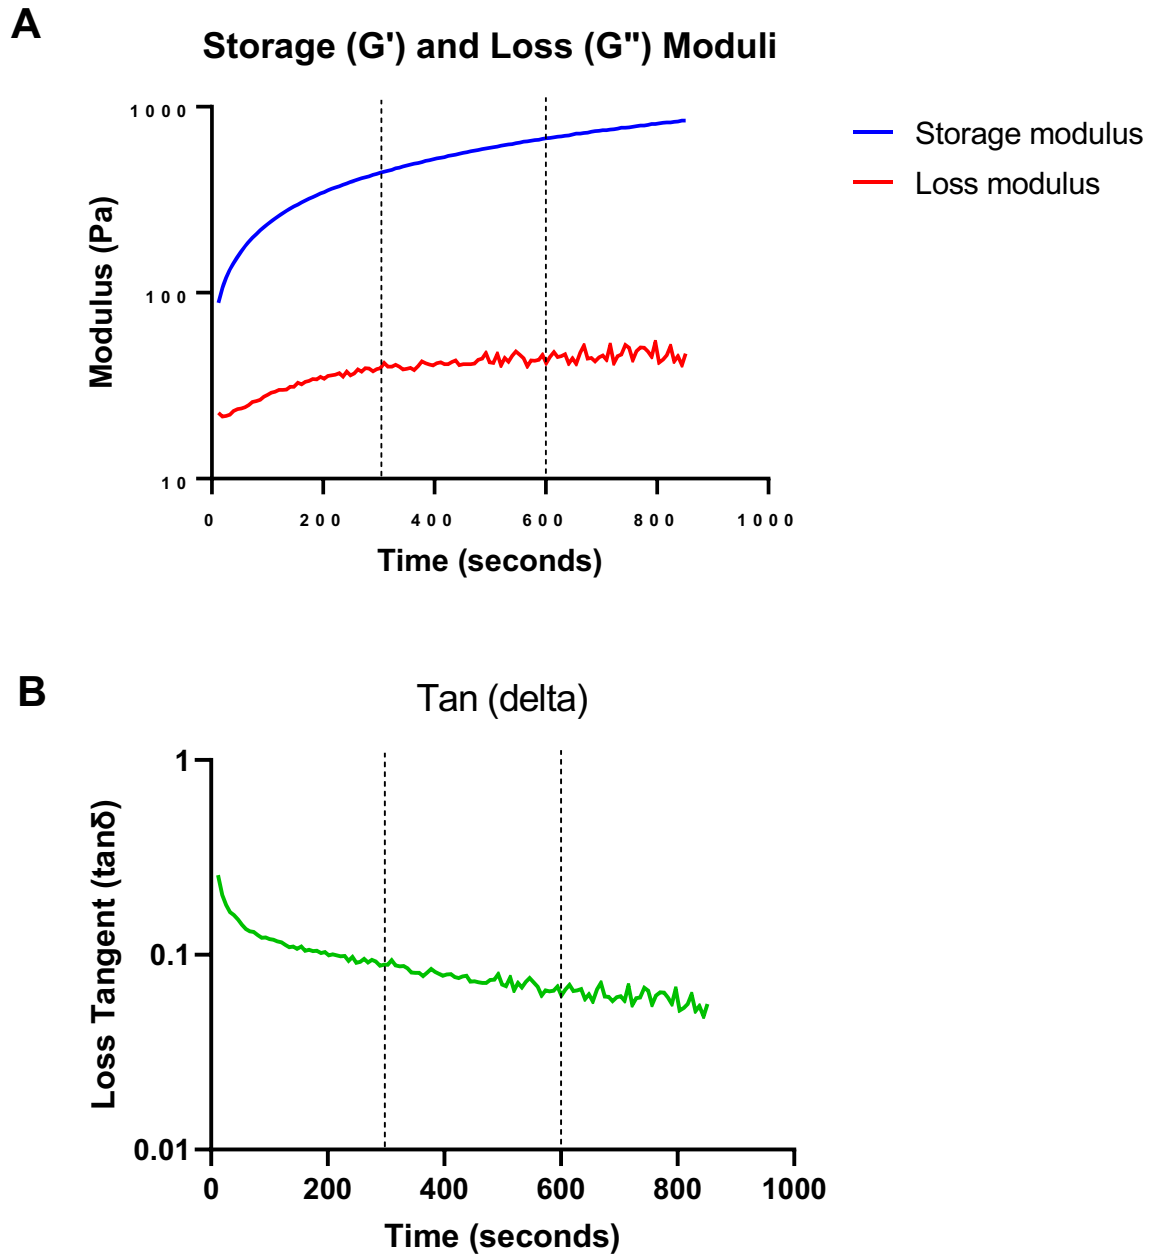 A
Storage (G') and Loss (G") Moduli
1000
100
10
Modulus (Pa)
0 200 400 600 800 1000
Time (seconds)
Storage modulus
Loss modulus
B
Tan (delta)
1
0.1
0.01
Loss Tangent (tanδ)
0 200 400 600 800 1000
Time (seconds)